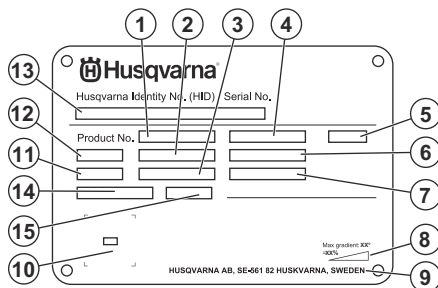 1
2
3
4
13
Husqvarna
Husqvarna Identity No. (HID) Serial No.
12
Product No.
5
11
6
14
7
15
Max gradient: XX°
=XX%
8
10
HUSQVARNA AB, SE-561 82 HUSKVARNA, SWEDEN
9